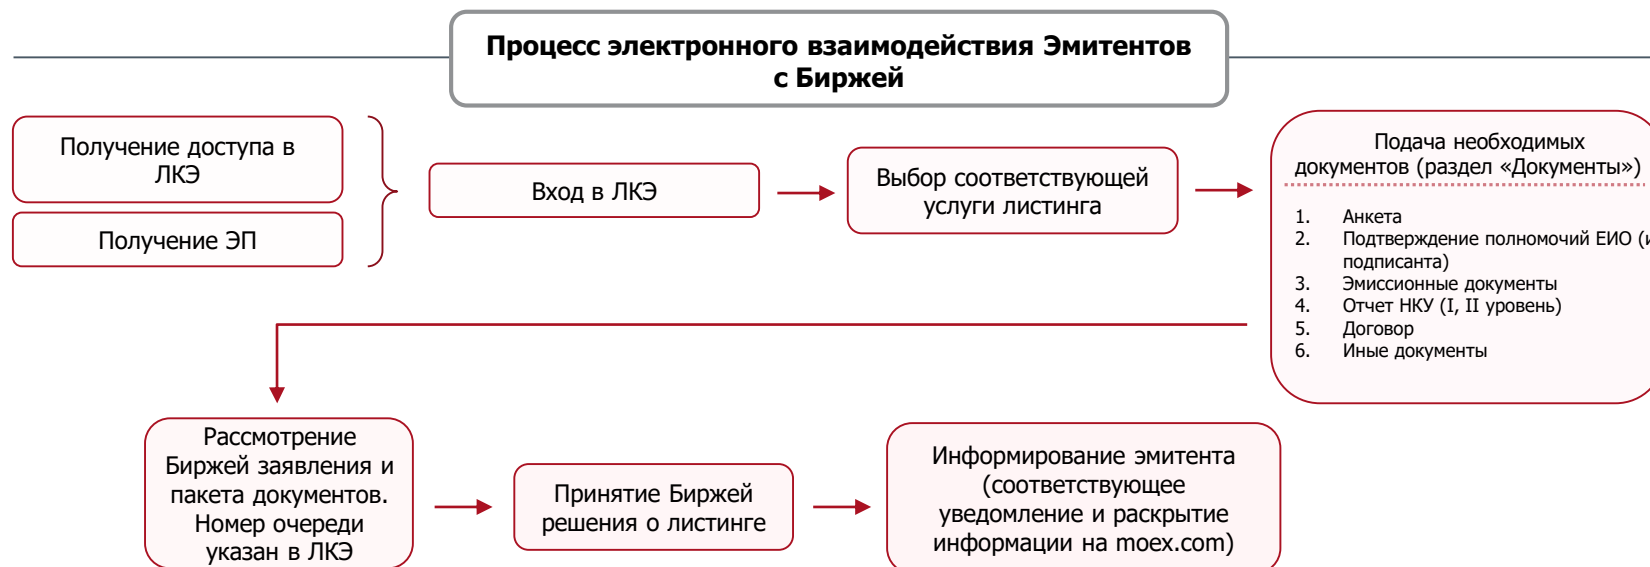 Процесс электронного взаимодействия Эмитентов
с Биржей
Получение доступа в
ЛКЭ
Получение ЭП
Вход в ЛКЭ
Выбор соответствующей
услуги листинга
Подача необходимых
документов (раздел «Документы»)
1. Анкета
2. Подтверждение полномочий ЕИО (и
подписанта)
3. Эмиссионные документы
4. Отчет НКУ (I, II уровень)
5. Договор
6. Иные документы
Рассмотрение
Биржей заявления и
пакета документов.
Номер очереди
указан в ЛКЭ
Принятие Биржей
решения о листинге
Информирование эмитента
(соответствующее
уведомление и раскрытие
информации на moex.com)